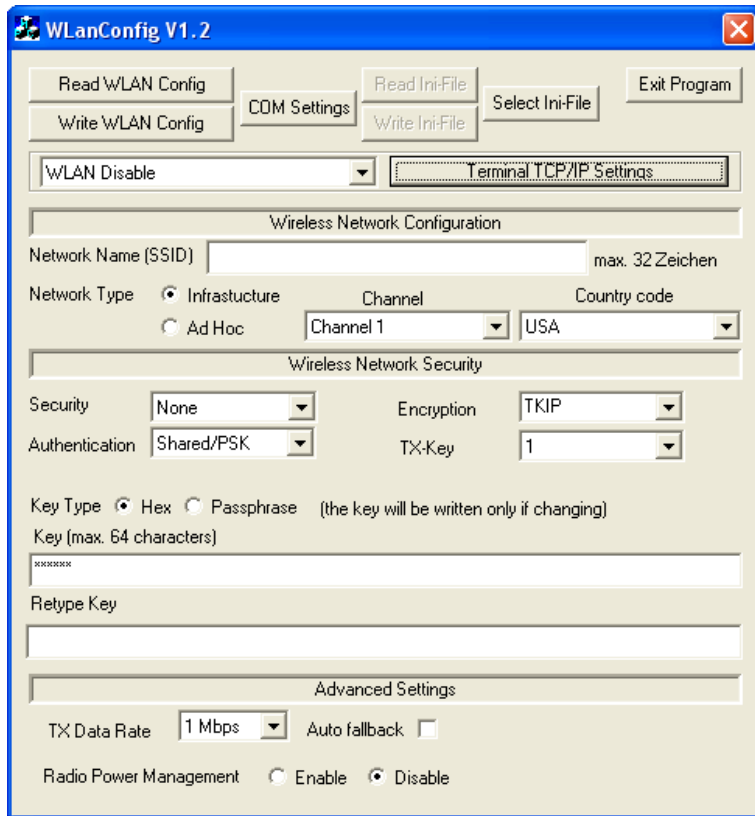 WLanConfig V1.2
Read WLAN Config
Write WLAN Config
COM Settings
Read Ini-File
Write Ini-File
Select Ini-File
Exit Program
WLAN Disable
Terminal TCP/IP Settings
Wireless Network Configuration
Network Name (SSID)
max. 32 Zeichen
Network Type
Infrastucture
Ad Hoc
Channel
Channel 1
Country code
USA
Wireless Network Security
Security
None
Encryption
TKIP
Authentication
Shared/PSK
TX-Key
1
Key Type Hex Passphrase (the key will be written only if changing)
Key (max. 64 characters)
******
Retype Key
Advanced Settings
TX Data Rate
1 Mbps
Auto fallback
Radio Power Management Enable Disable